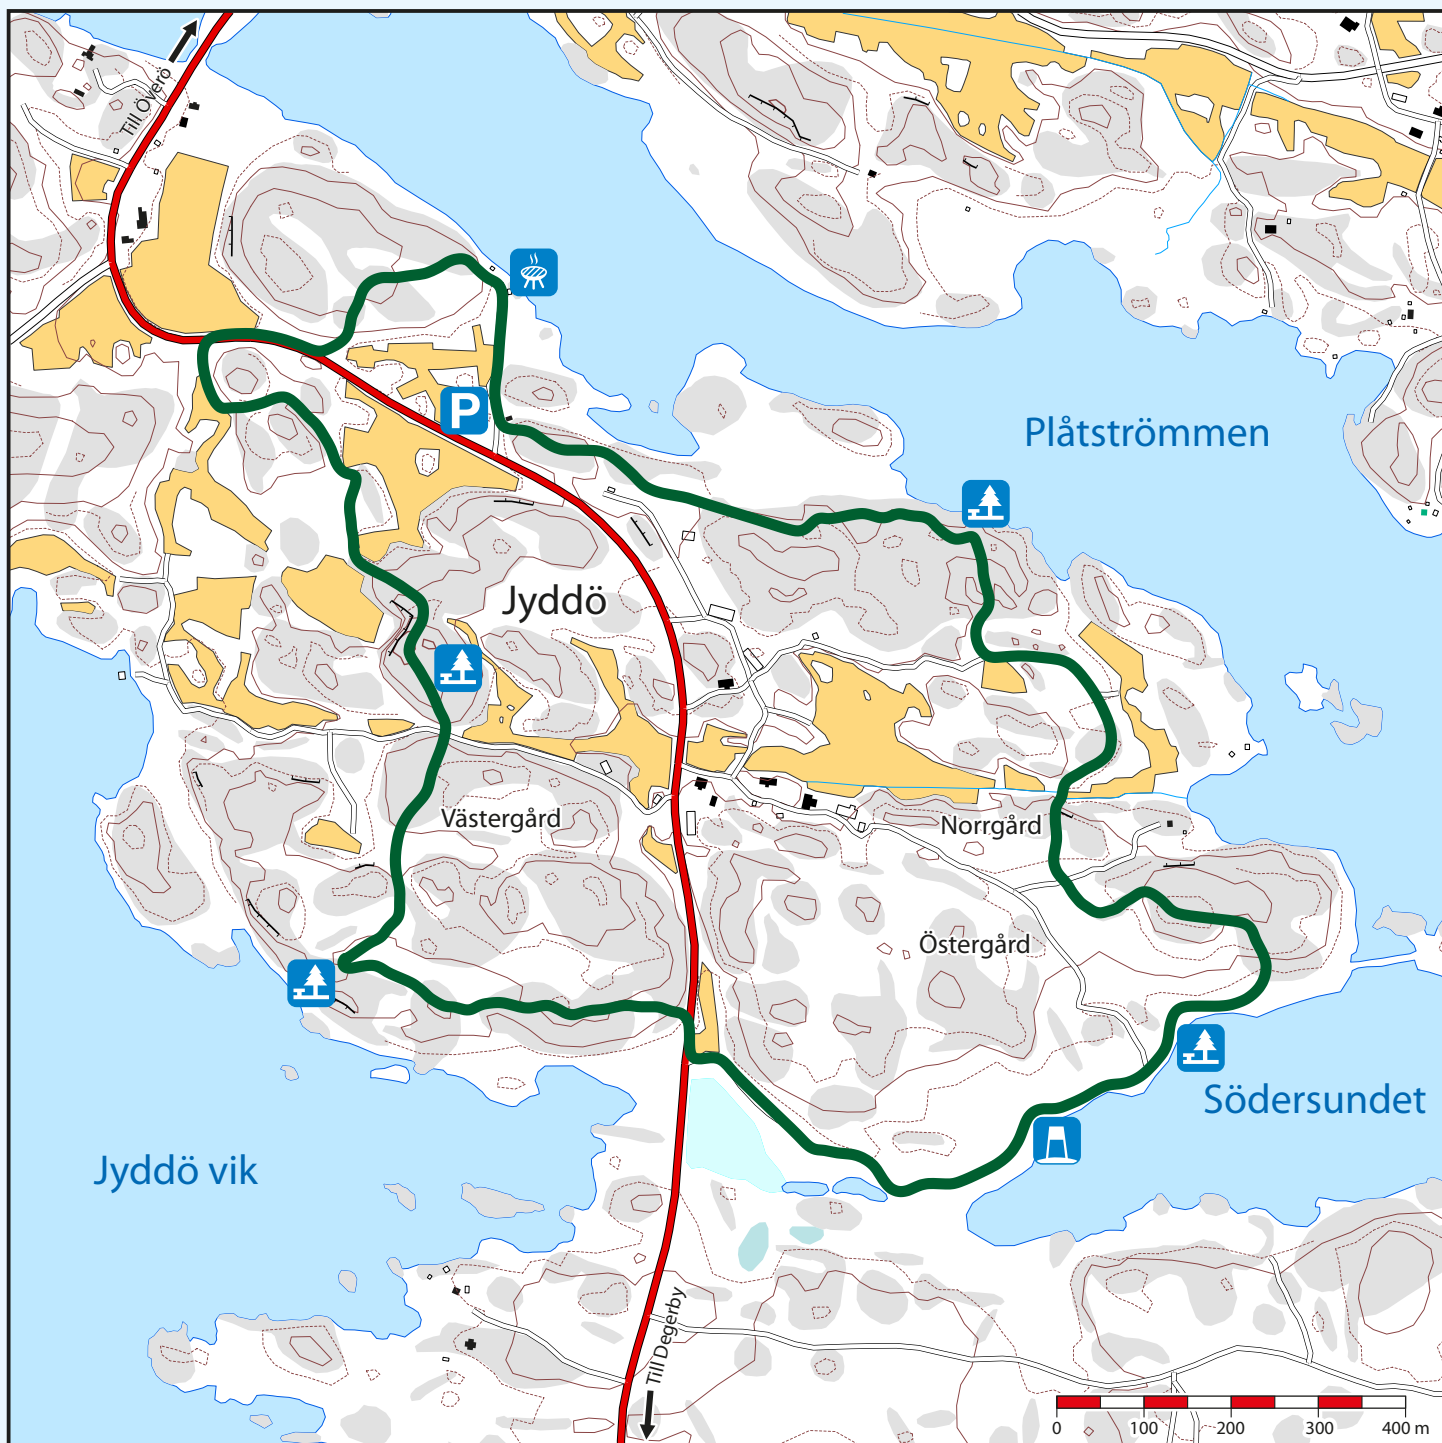 Till Överö
P
Plåtströmmen
Jyddö
Västergård
Norrgård
Östergård
Södersundet
Jyddö vik
Till Degerby
0 100 200 300 400 m